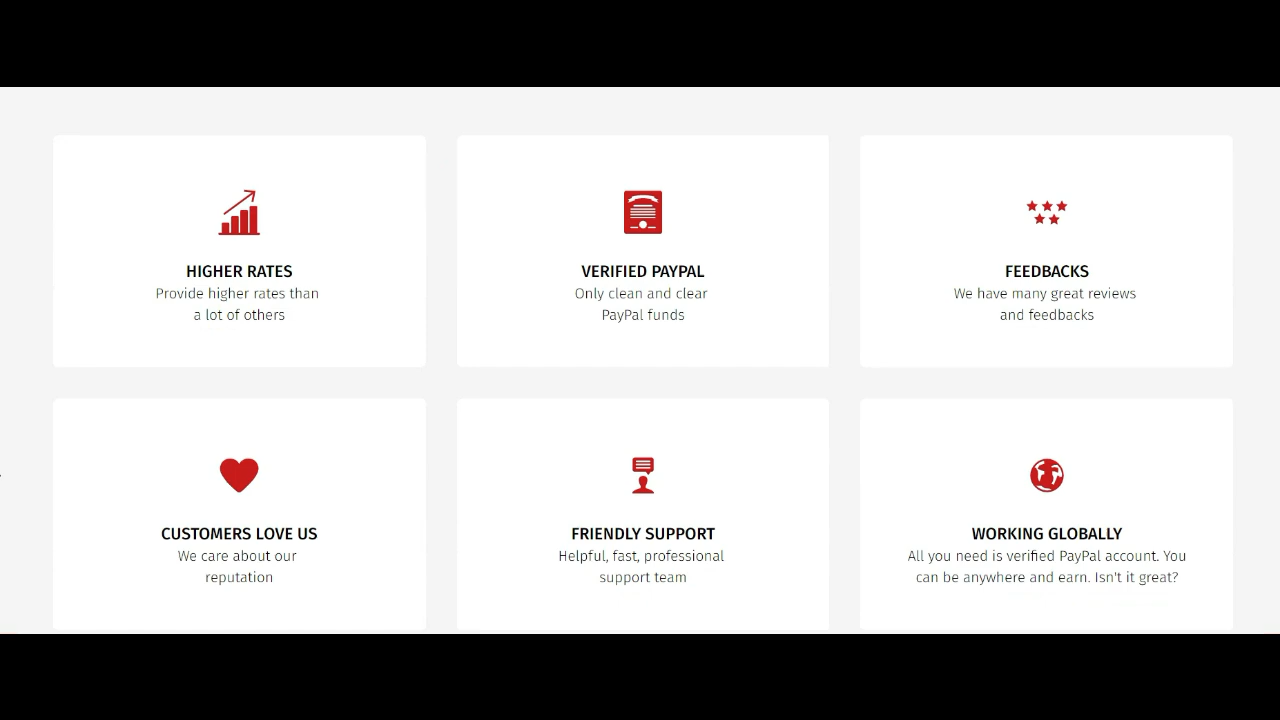 HIGHER RATES
Provide higher rates than
a lot of others
VERIFIED PAYPAL
Only clean and clear
PayPal funds
FEEDBACKS
We have many great reviews
and feedbacks
CUSTOMERS LOVE US
We care about our
reputation
FRIENDLY SUPPORT
Helpful, fast, professional
support team
WORKING GLOBALLY
All you need is verified PayPal account. You
can be anywhere and earn. Isn't it great?